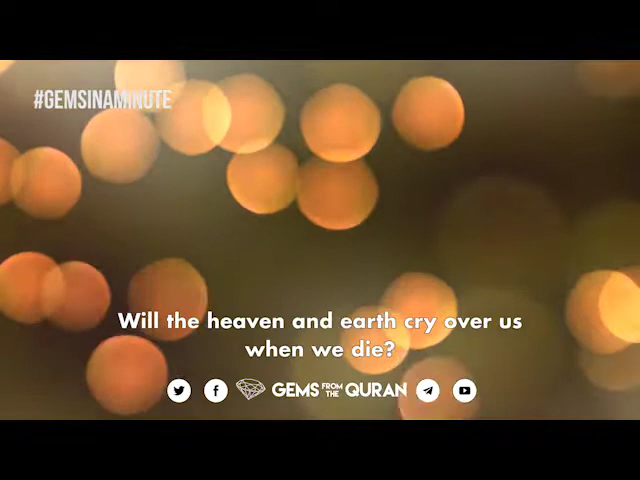 #GEMSINAMINUTE
Will the heaven and earth cry over us
when we die?
GEMS FROM THE QURAN